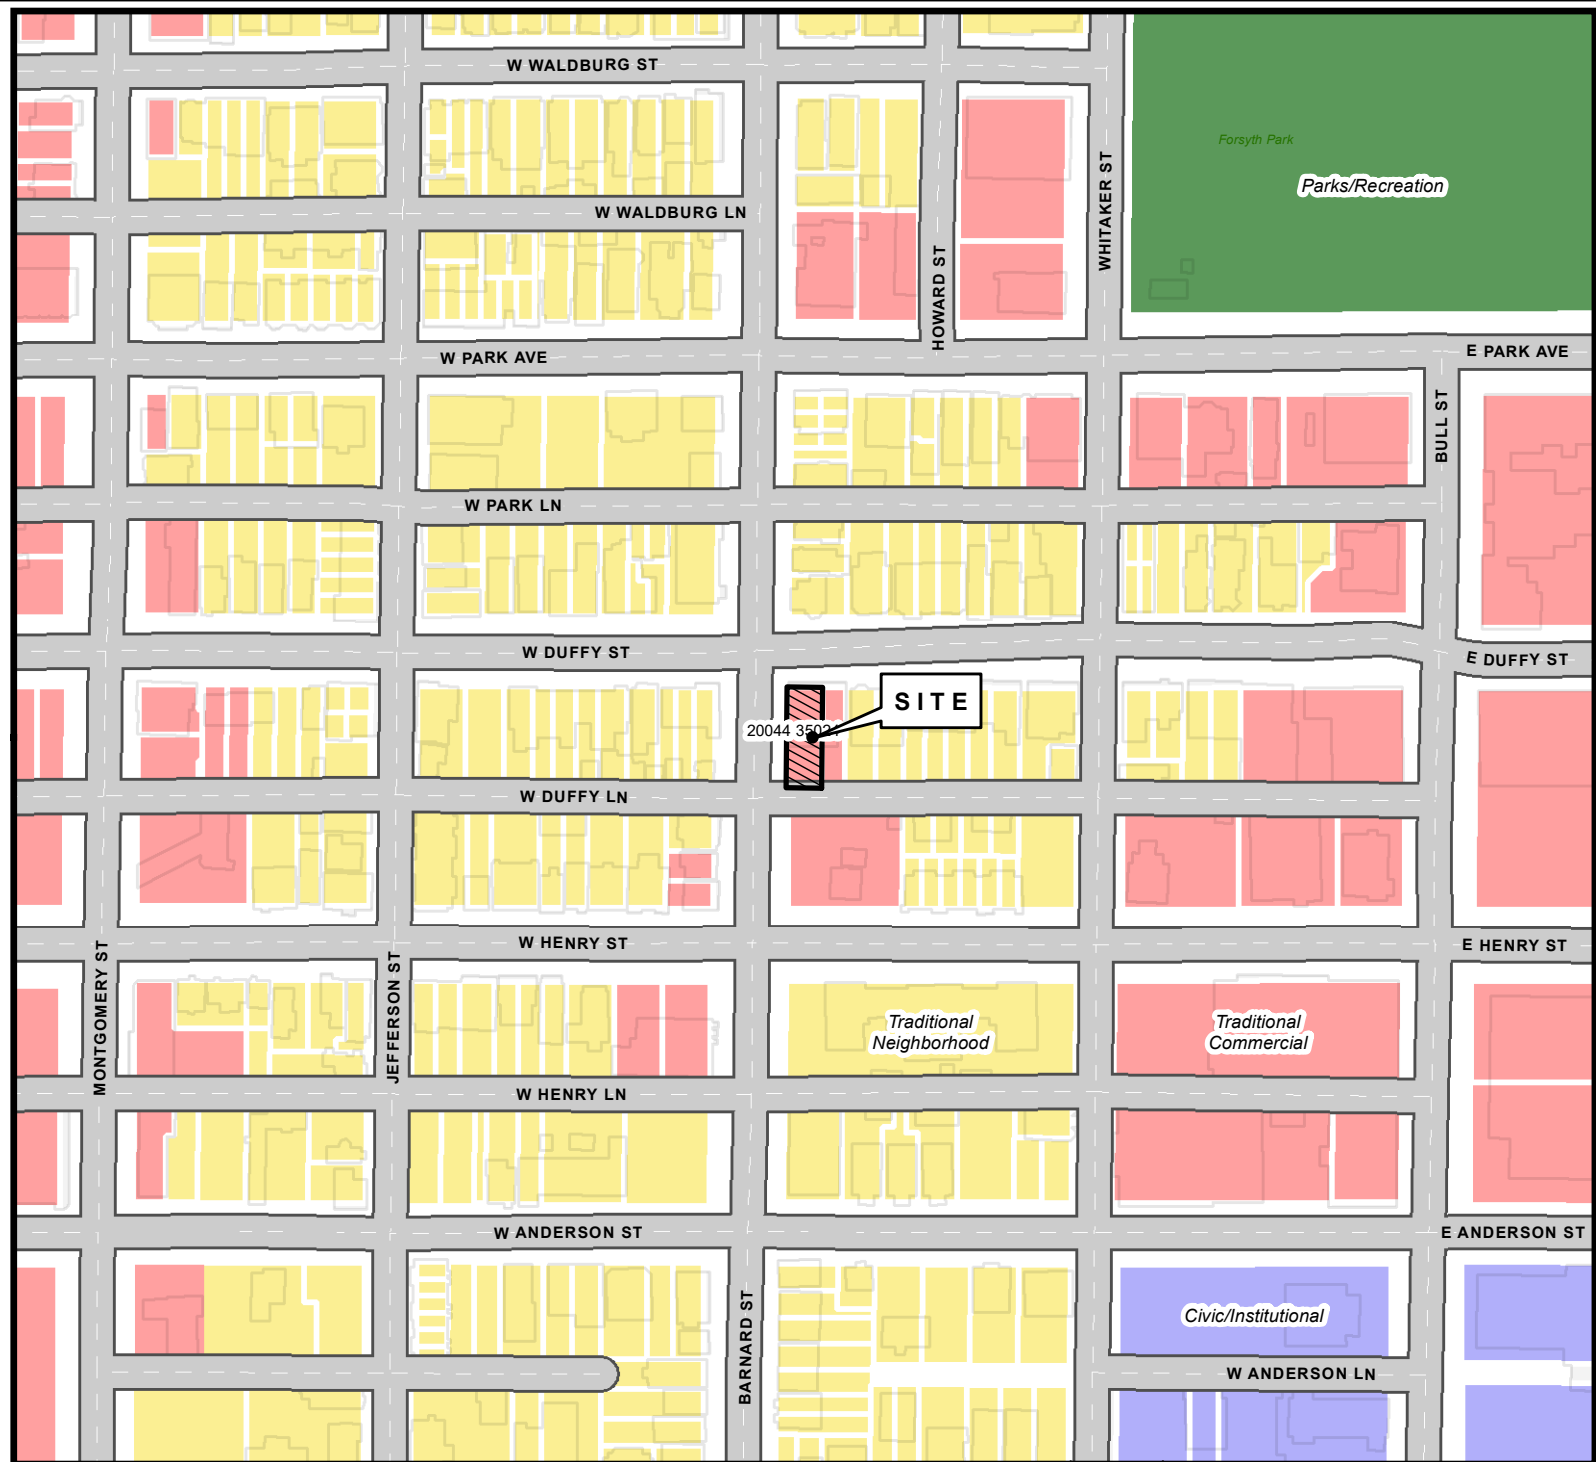 W WALDBURG ST
Forsyth Park
Parks/Recreation
WHITAKER ST
W WALDBURG LN
HOWARD ST
W PARK AVE
E PARK AVE
BULL ST
W PARK LN
W DUFFY ST
E DUFFY ST
SITE
20044
W DUFFY LN
W HENRY ST
E HENRY ST
MONTGOMERY ST
JEFFERSON ST
Traditional
Neighborhood
Traditional
Commercial
W HENRY LN
W ANDERSON ST
E ANDERSON ST
BARNARD ST
Civic/Institutional
W ANDERSON LN